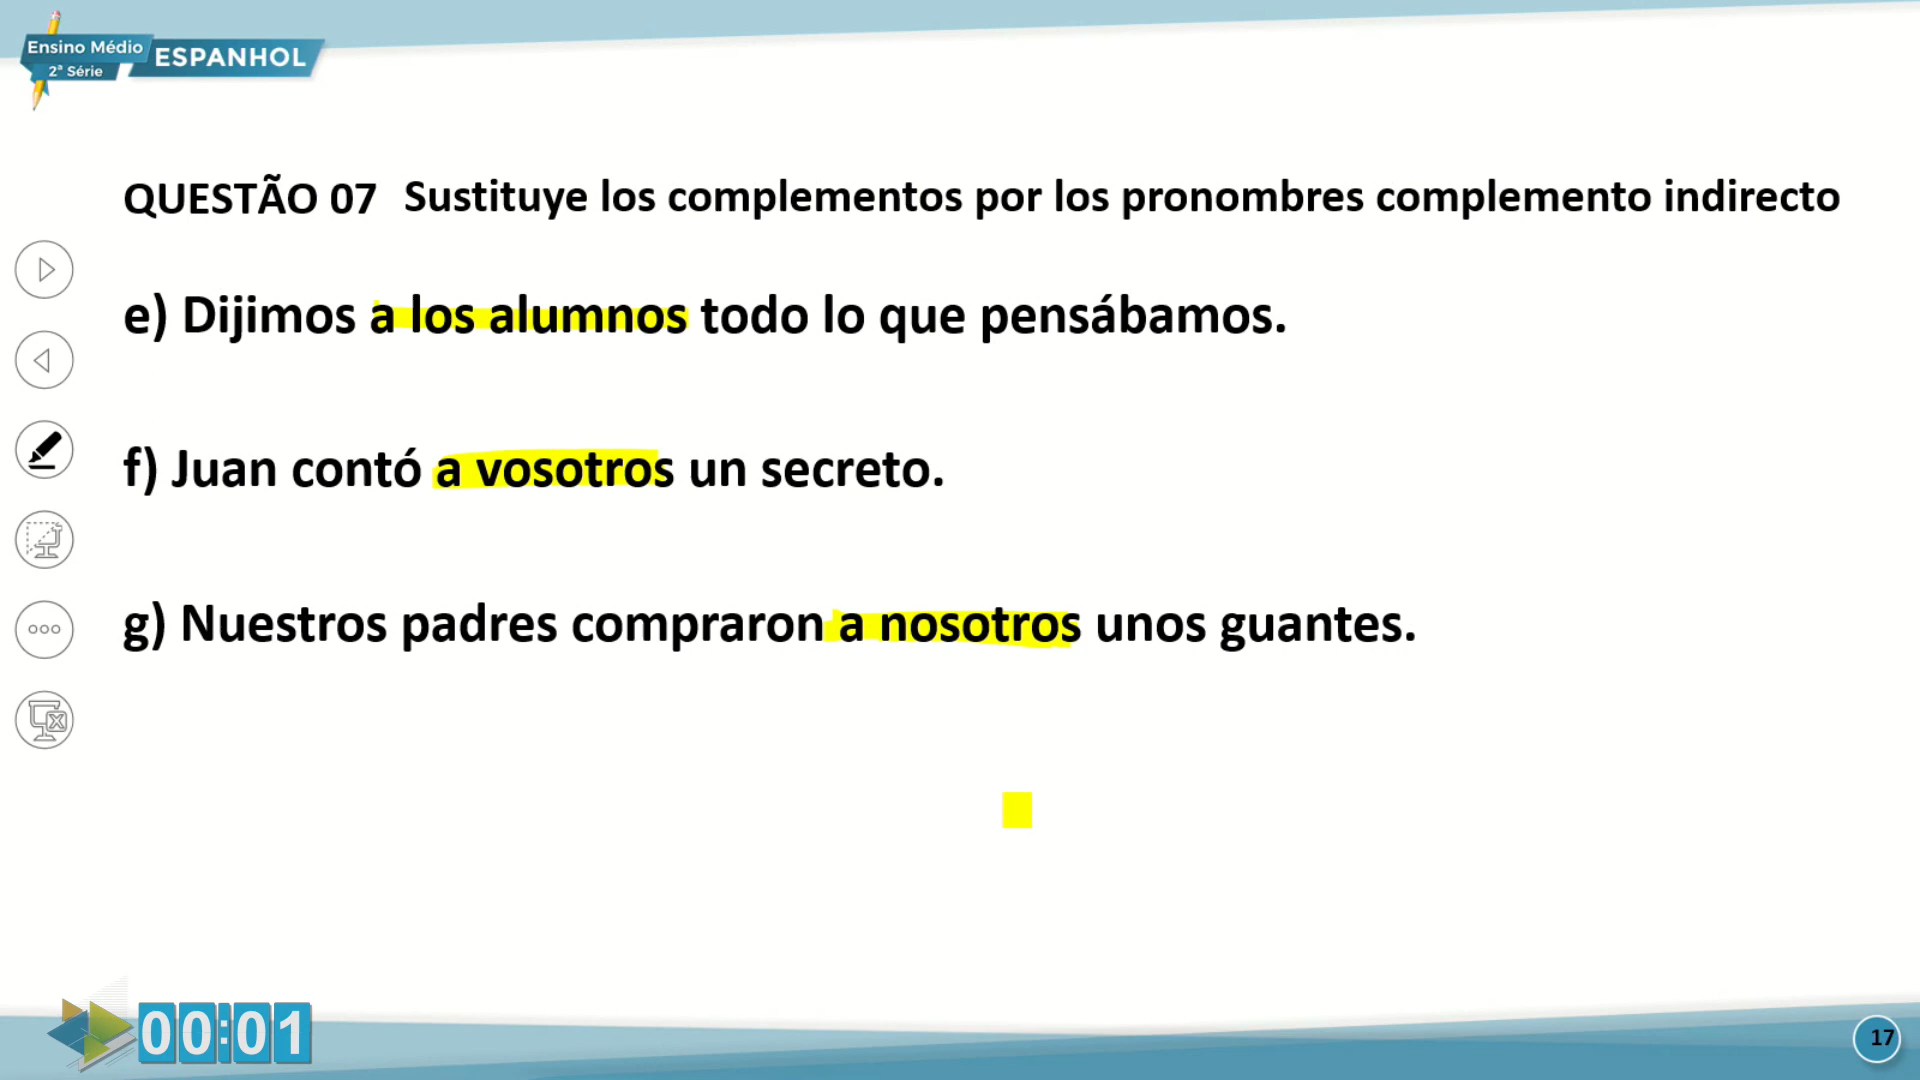 Ensino Médio
2ª Série
ESPANHOL
QUESTÃO 07 Sustituye los complementos por los pronombres complemento indirecto
e) Dijimos a los alumnos todo lo que pensábamos.
f) Juan contó a vosotros un secreto.
g) Nuestros padres compraron a nosotros unos guantes.
00:01
17